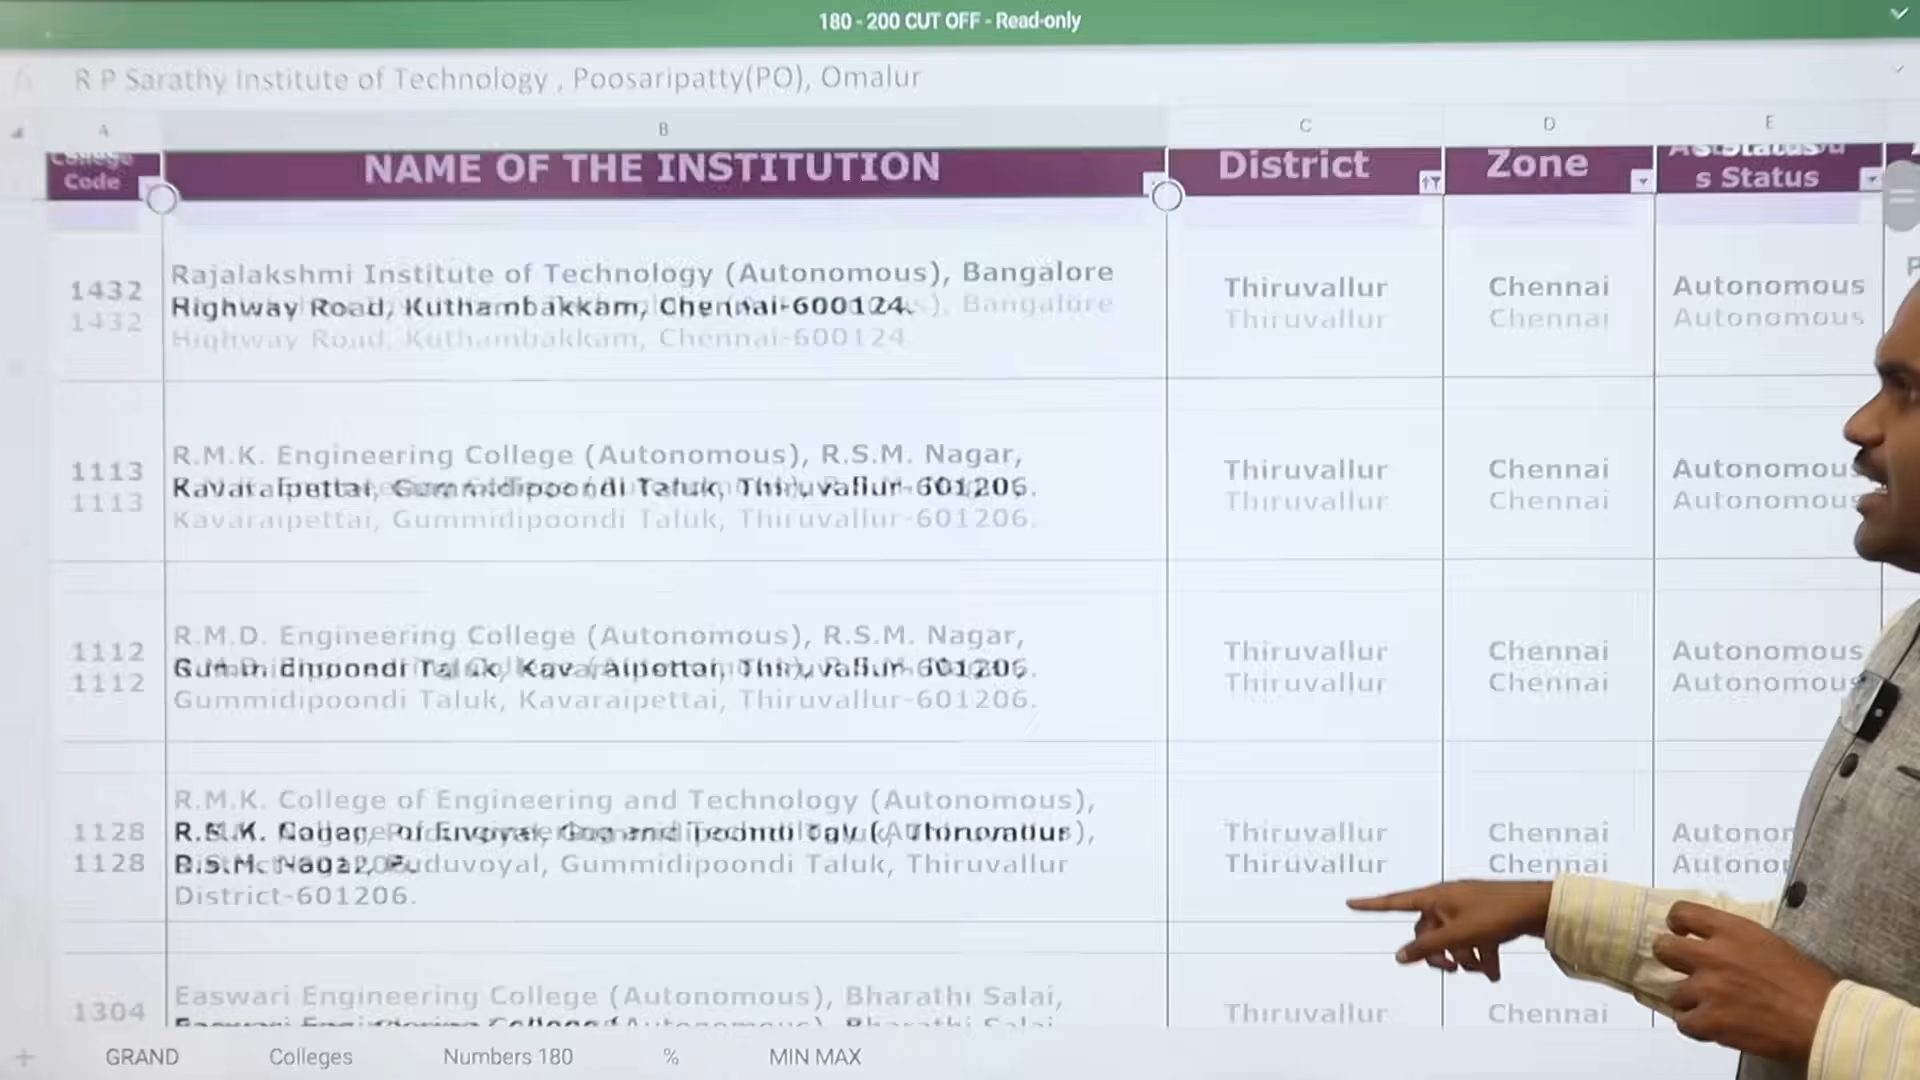 180 - 200 CUT OFF - Read-only
R P Sarathy Institute of Technology , Poosaripatty(PO), Omalur
A B C D E
College Code NAME OF THE INSTITUTION District Zone s Status
1432 Rajalakshmi Institute of Technology (Autonomous), Bangalore Thiruvallur Chennai Autonomous
Highway Road, Kuthambakkam, Chennai-600124.
1113 R.M.K. Engineering College (Autonomous), R.S.M. Nagar, Thiruvallur Chennai Autonomous
Kavaraipettai, Gummidipoondi Taluk, Thiruvallur-601206.
1112 R.M.D. Engineering College (Autonomous), R.S.M. Nagar, Thiruvallur Chennai Autonomous
Gummidipoondi Taluk, Kavaraipettai, Thiruvallur-601206.
1128 R.M.K. College of Engineering and Technology (Autonomous), Thiruvallur Chennai
R.S.M. Nagar, Puduvoyal, Gummidipoondi Taluk, Thiruvallur
District-601206.
1304 Easwari Engineering College (Autonomous), Bharathi Salai, Thiruvallur Chennai
GRAND Colleges Numbers 180 % MIN MAX